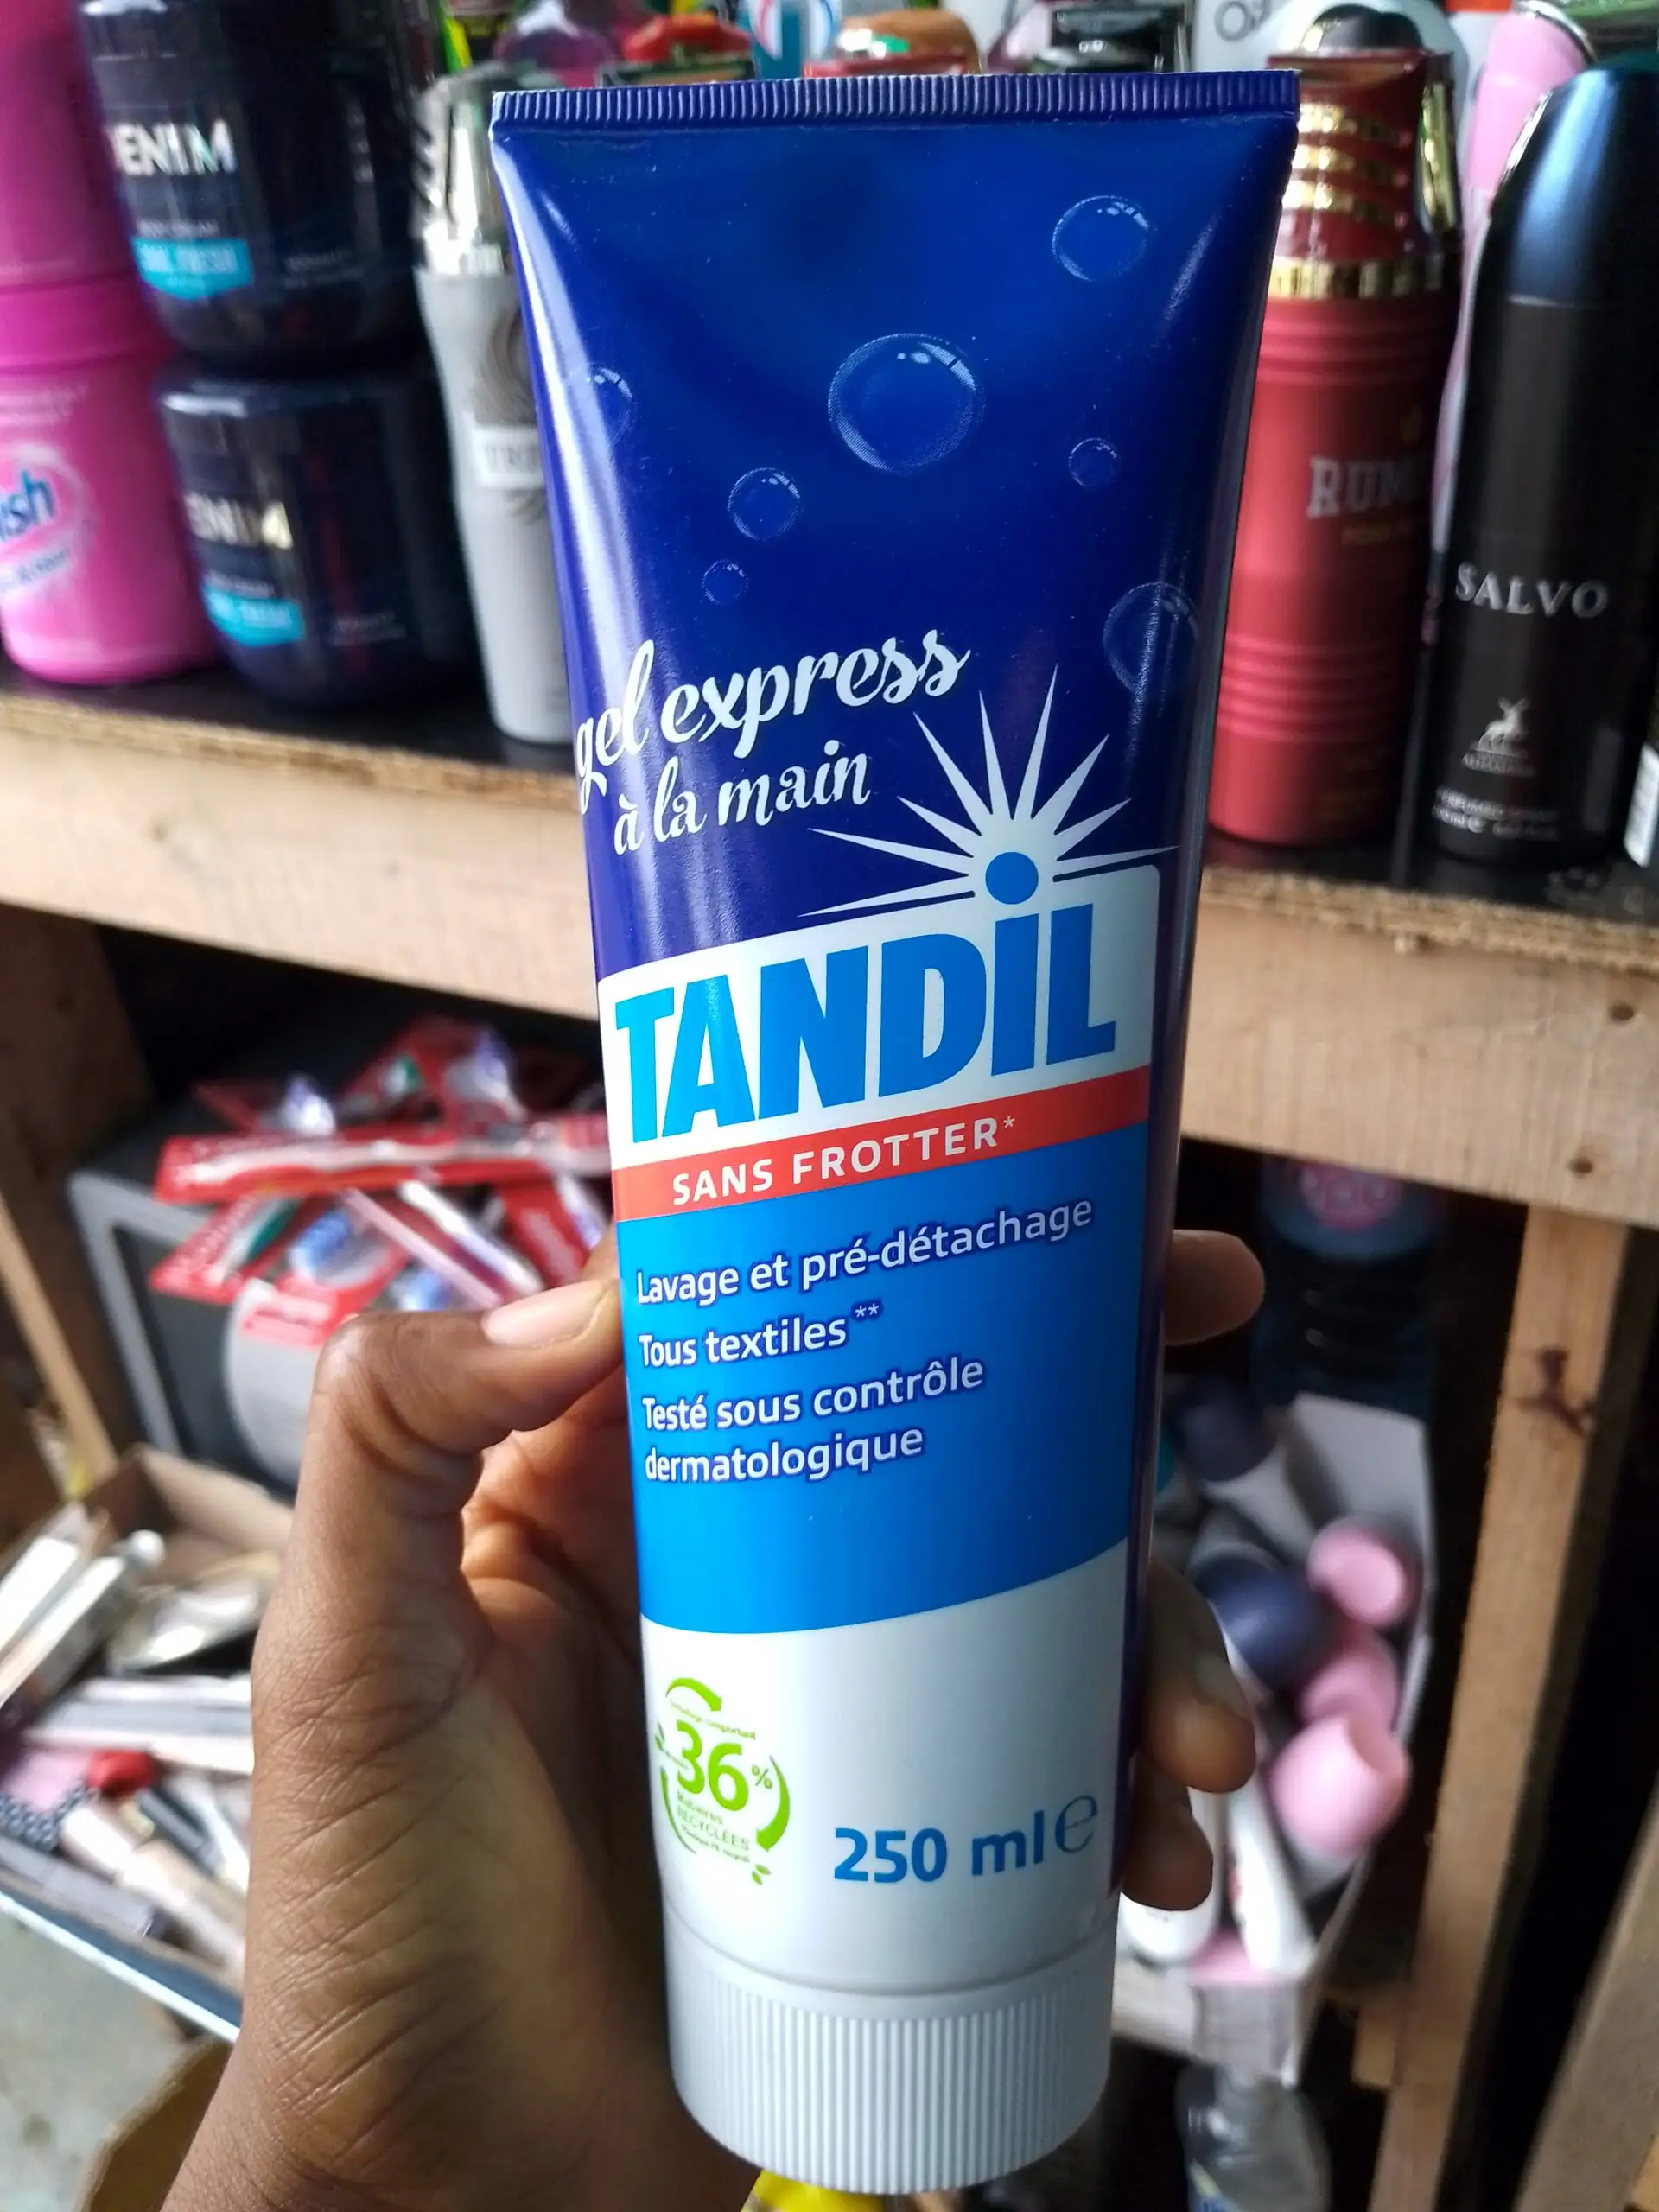 gel express
à la main
TANDIL
SANS FROTTER*
Lavage et pré-détachage
Tous textiles**
Testé sous contrôle
dermatologique
36%
RECYCLÉES
250 ml e
SALVO